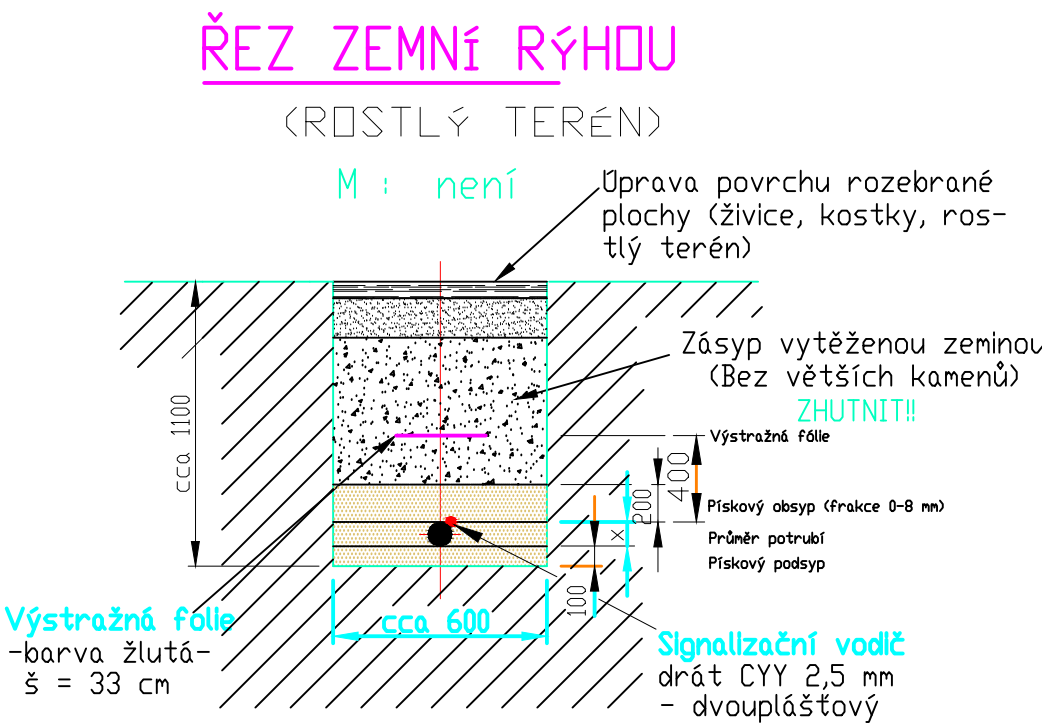 ŘEZ ZEMNÍ RÝHOU
(ROSTLÝ TERÉN)
M : není
Úprava povrchu rozebrané
plochy (živice, kostky, ros-
tlý terén)
Zásyp vytěženou zeminou
(Bez větších kamenů)
ZHUTNIT!!
Výstražná fólie
400
200
cca 1100
Pískový obsyp (frakce 0-8 mm)
x
Průměr potrubí
Pískový podsyp
100
cca 600
Výstražná fólie
-barva žlutá-
š = 33 cm
Signalizační vodič
drát CYY 2,5 mm
- dvouplášťový